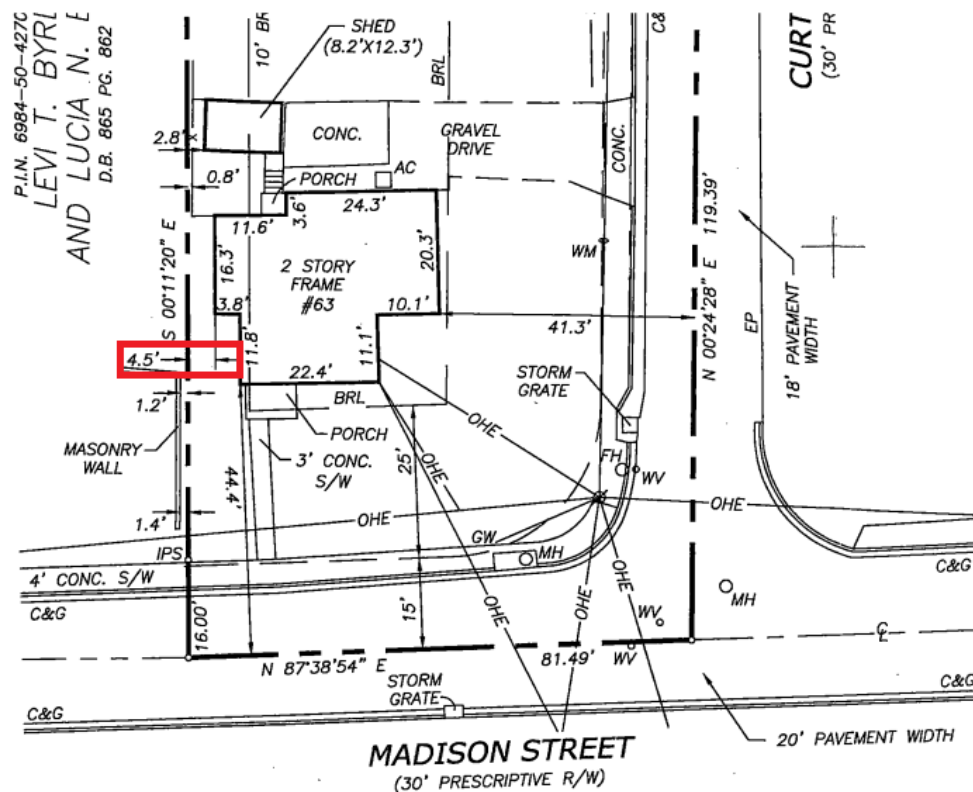 P.I.N. 6984-50-427C
LEVI T. BYRL
AND LUCIA N. E
D.B. 865 PG. 862
10' BRL
SHED
(8.2'X12.3')
BRL
C&
CURT
(30' PR
2.8'
X
CONC.
GRAVEL
DRIVE
CONC.
0.8'
PORCH
AC
S 00°11'20" E
11.6'
3.6'
24.3'
16.3'
20.3'
2 STORY
FRAME
#63
WM
N 00°24'28" E 119.39'
3.8'
10.1'
41.3'
EP
18' PAVEMENT
WIDTH
4.5'
11.8'
11.1'
22.4'
STORM
GRATE
1.2'
BRL
OHE
MASONRY
WALL
PORCH
3' CONC.
S/W
25'
OHE
FH
WV
44.4'
1.4'
OHE
OHE
IPS
GW
MH
4' CONC. S/W
C&G
OHE
OHE
C&G
MH
16.00'
15'
WV
N 87°38'54" E
81.49'
WV
CL
STORM
GRATE
C&G
C&G
MADISON STREET
(30' PRESCRIPTIVE R/W)
20' PAVEMENT WIDTH